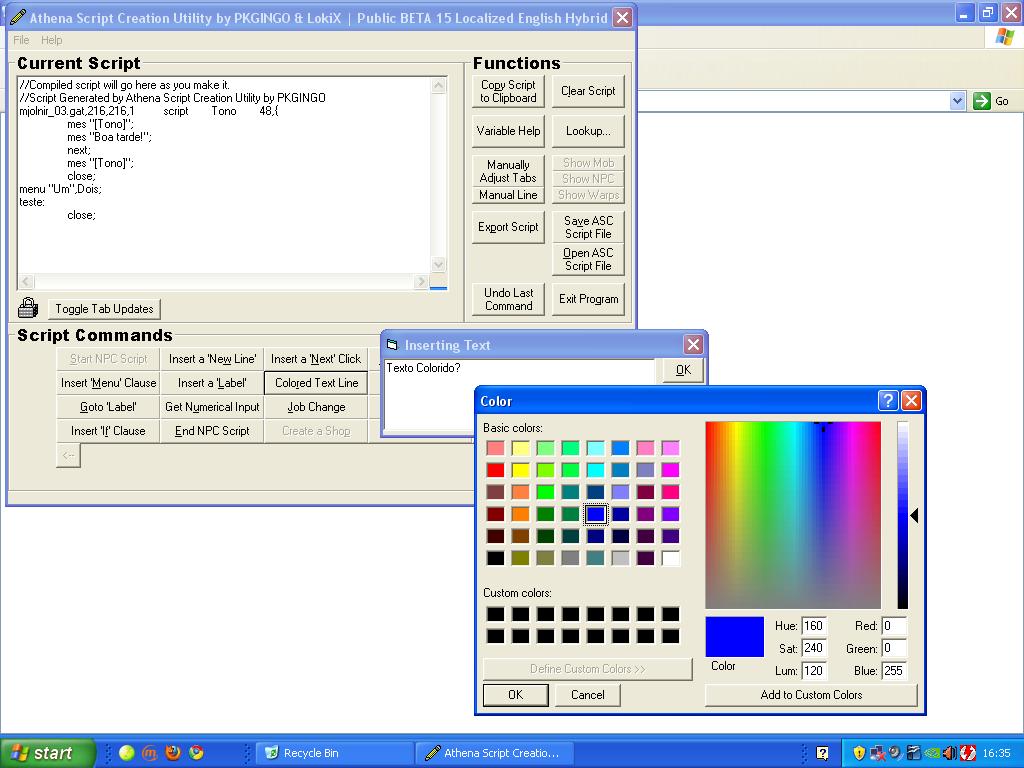 Athena Script Creation Utility by PKGINGO & LokiX | Public BETA 15 Localized English Hybrid
File Help
Current Script
//Compiled script will go here as you make it.
//Script Generated by Athena Script Creation Utility by PKGINGO
mjolnir_03.gat,216,216,1 script Tono 48,{
mes "[Tono]";
mes "Boa tarde!";
next;
mes "[Tono]";
close;
menu "Um",Dois;
teste:
close;
Toggle Tab Updates
Functions
Copy Script to Clipboard
Clear Script
Variable Help
Lookup...
Manually Adjust Tabs
Show Mob
Show NPC
Manual Line
Show Warps
Export Script
Save ASC Script File
Open ASC Script File
Undo Last Command
Exit Program
Go
Script Commands
Start NPC Script
Insert a 'New Line'
Insert a 'Next' Click
Insert 'Menu' Clause
Insert a 'Label'
Colored Text Line
Goto 'Label'
Get Numerical Input
Job Change
Insert 'If' Clause
End NPC Script
Create a Shop
<--
Inserting Text
Texto Colorido?
OK
Color
Basic colors:
Custom colors:
Define Custom Colors >>
OK
Cancel
Color
Hue: 160
Red: 0
Sat: 240
Green: 0
Lum: 120
Blue: 255
Add to Custom Colors
start
Recycle Bin
Athena Script Creatio...
16:35